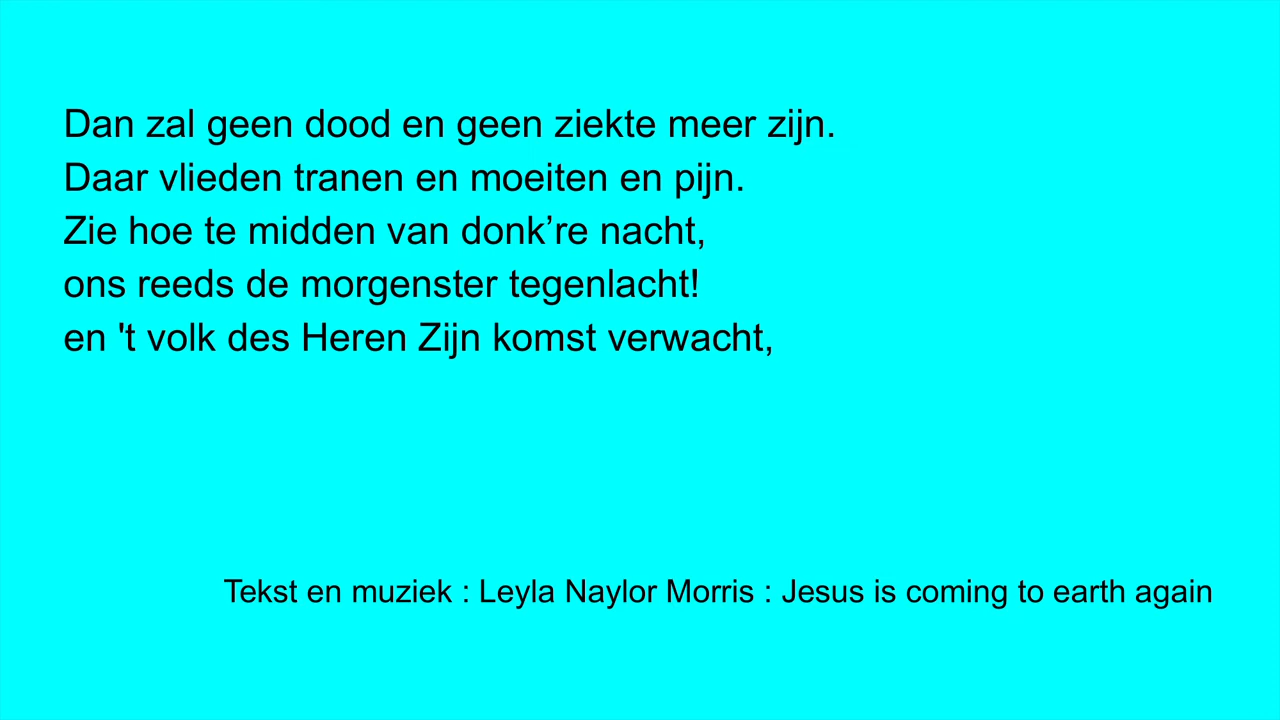 Dan zal geen dood en geen ziekte meer zijn.
Daar vlieden tranen en moeiten en pijn.
Zie hoe te midden van donk’re nacht,
ons reeds de morgenster tegenlacht!
en 't volk des Heren Zijn komst verwacht,
Tekst en muziek : Leyla Naylor Morris : Jesus is coming to earth again